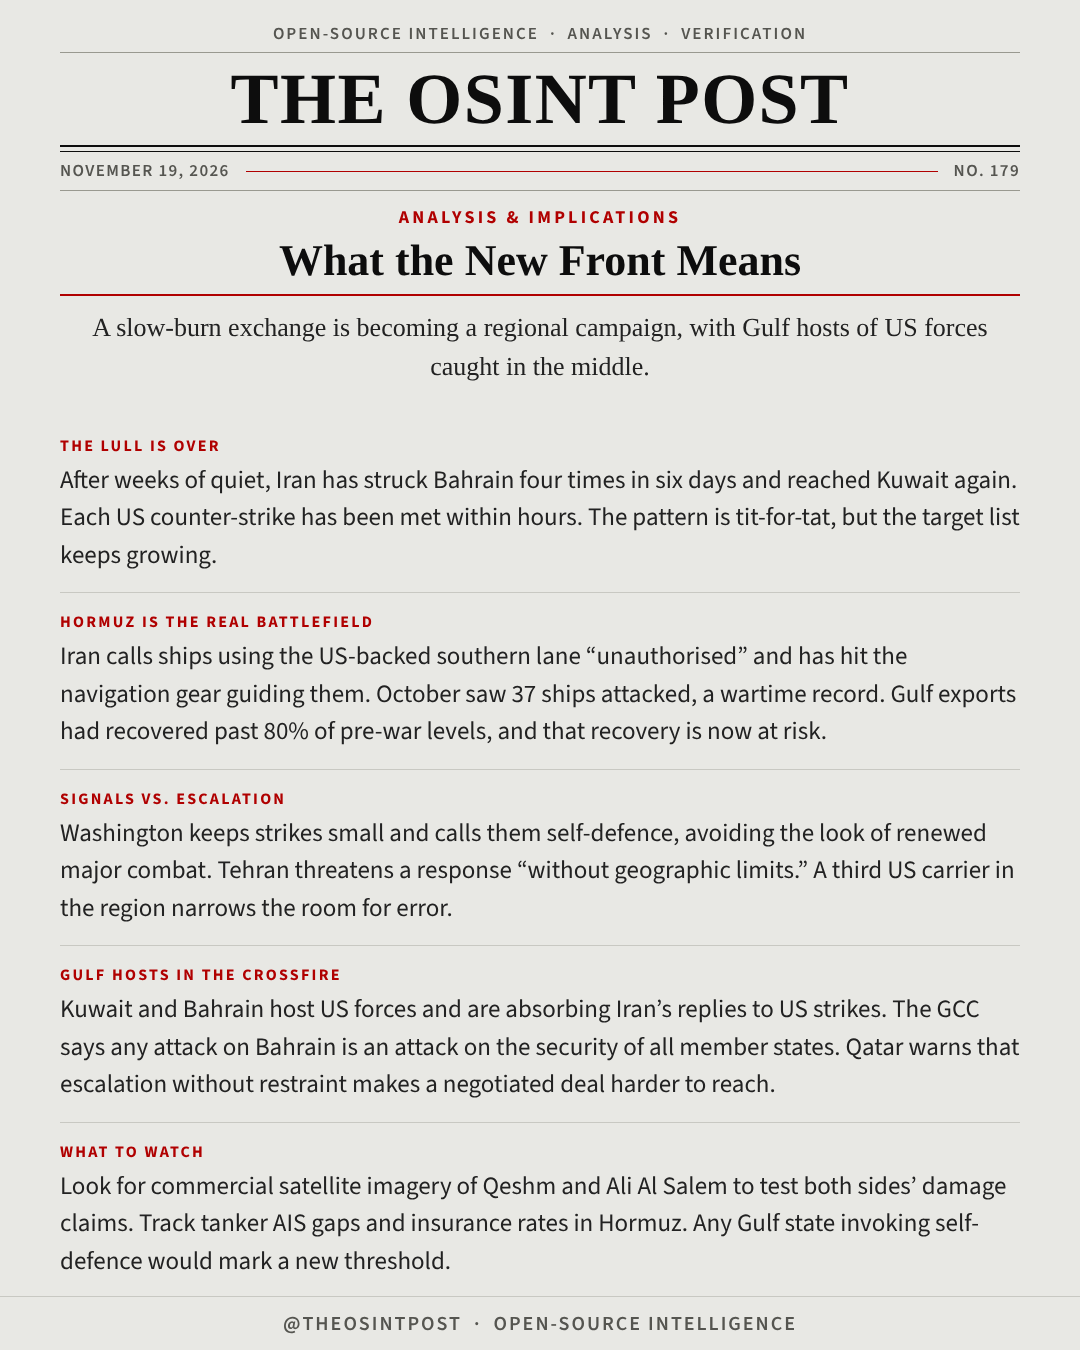 OPEN-SOURCE INTELLIGENCE · ANALYSIS · VERIFICATION
THE OSINT POST
NOVEMBER 19, 2026
NO. 179
ANALYSIS & IMPLICATIONS
What the New Front Means
A slow-burn exchange is becoming a regional campaign, with Gulf hosts of US forces
caught in the middle.
THE LULL IS OVER
After weeks of quiet, Iran has struck Bahrain four times in six days and reached Kuwait again.
Each US counter-strike has been met within hours. The pattern is tit-for-tat, but the target list
keeps growing.
HORMUZ IS THE REAL BATTLEFIELD
Iran calls ships using the US-backed southern lane “unauthorised” and has hit the
navigation gear guiding them. October saw 37 ships attacked, a wartime record. Gulf exports
had recovered past 80% of pre-war levels, and that recovery is now at risk.
SIGNALS VS. ESCALATION
Washington keeps strikes small and calls them self-defence, avoiding the look of renewed
major combat. Tehran threatens a response “without geographic limits.” A third US carrier in
the region narrows the room for error.
GULF HOSTS IN THE CROSSFIRE
Kuwait and Bahrain host US forces and are absorbing Iran’s replies to US strikes. The GCC
says any attack on Bahrain is an attack on the security of all member states. Qatar warns that
escalation without restraint makes a negotiated deal harder to reach.
WHAT TO WATCH
Look for commercial satellite imagery of Qeshm and Ali Al Salem to test both sides’ damage
claims. Track tanker AIS gaps and insurance rates in Hormuz. Any Gulf state invoking self-
defence would mark a new threshold.
@THEOSINTPOST · OPEN-SOURCE INTELLIGENCE